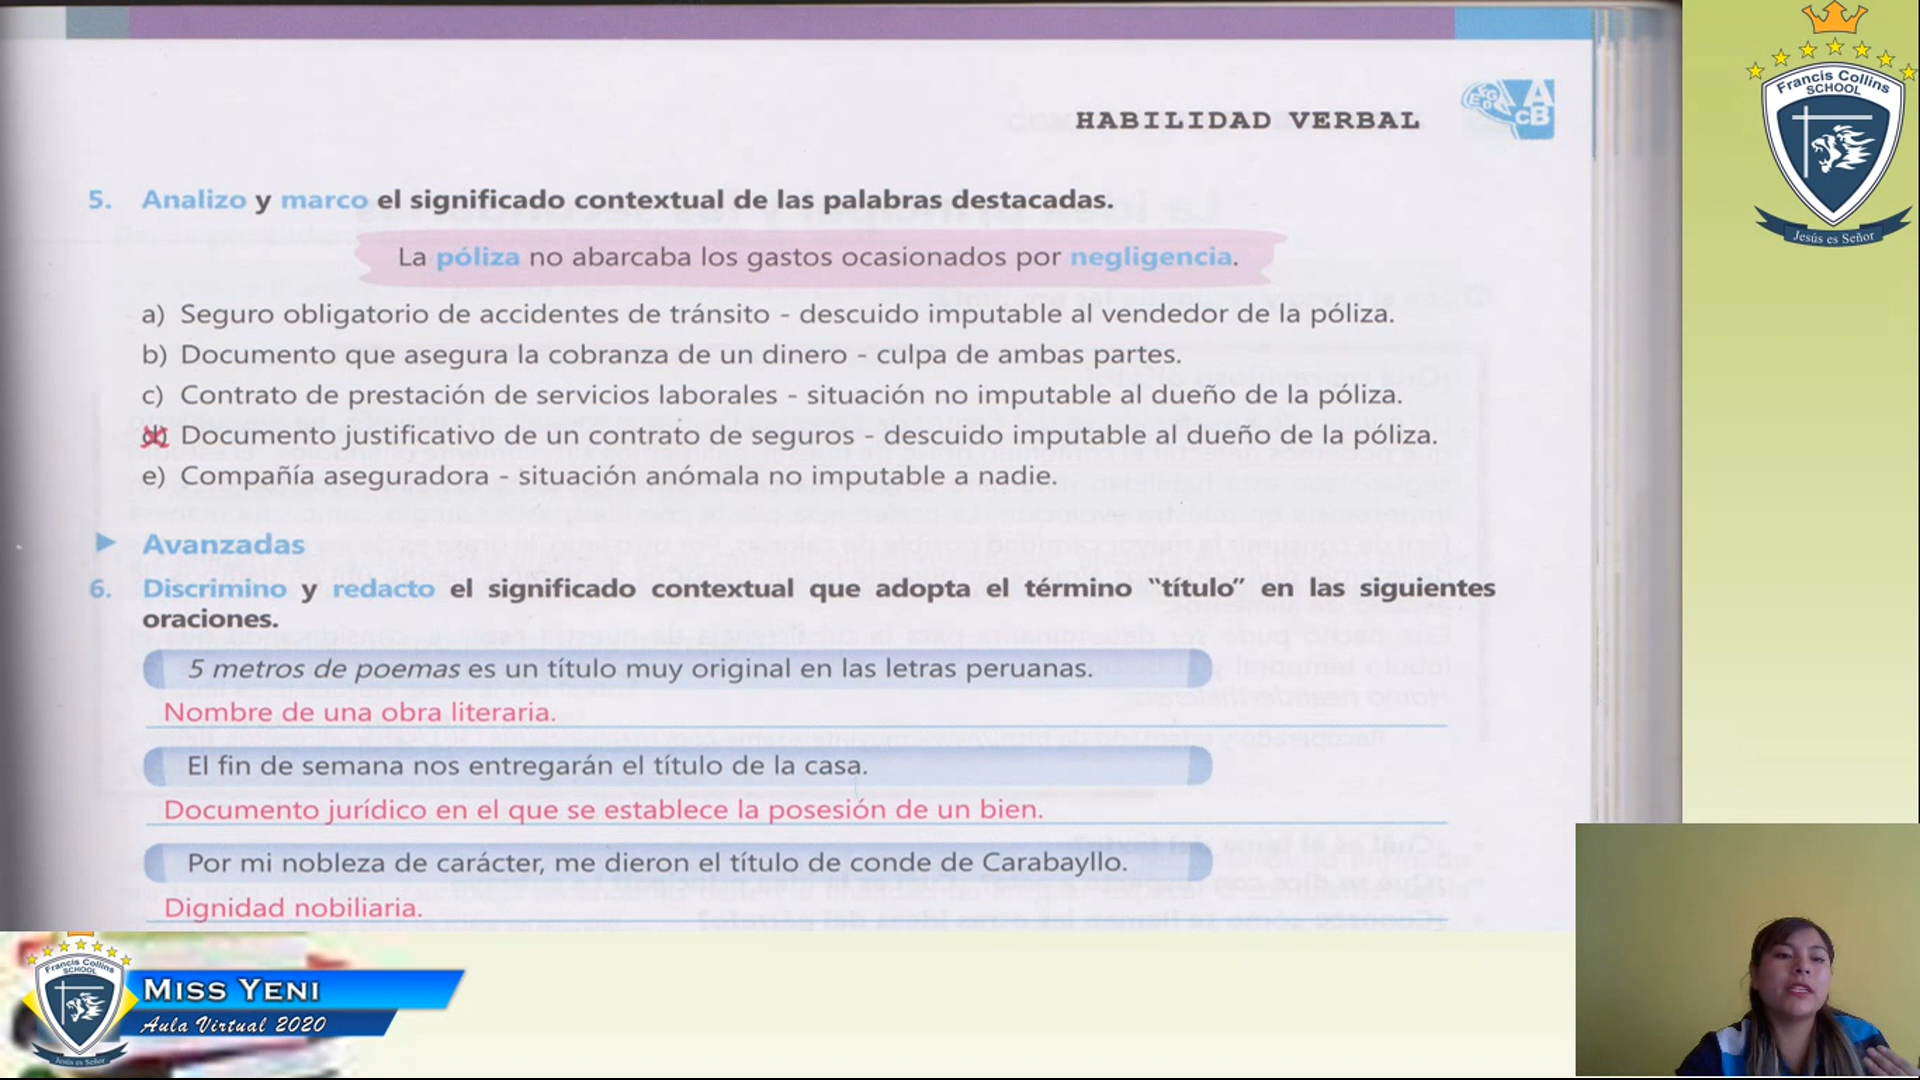 HABILIDAD VERBAL
5. Analizo y marco el significado contextual de las palabras destacadas.
La póliza no abarcaba los gastos ocasionados por negligencia.
a) Seguro obligatorio de accidentes de tránsito - descuido imputable al vendedor de la póliza.
b) Documento que asegura la cobranza de un dinero - culpa de ambas partes.
c) Contrato de prestación de servicios laborales - situación no imputable al dueño de la póliza.
d) Documento justificativo de un contrato de seguros - descuido imputable al dueño de la póliza.
e) Compañía aseguradora - situación anómala no imputable a nadie.
Avanzadas
6. Discrimino y redacto el significado contextual que adopta el término “título” en las siguientes
oraciones.
5 metros de poemas es un título muy original en las letras peruanas.
Nombre de una obra literaria.
El fin de semana nos entregarán el título de la casa.
Documento jurídico en el que se establece la posesión de un bien.
Por mi nobleza de carácter, me dieron el título de conde de Carabayllo.
Dignidad nobiliaria.
Francis Collins
SCHOOL
Jesús es Señor
Francis Collins
SCHOOL
Jesús es Señor
MISS YENI
Aula Virtual 2020